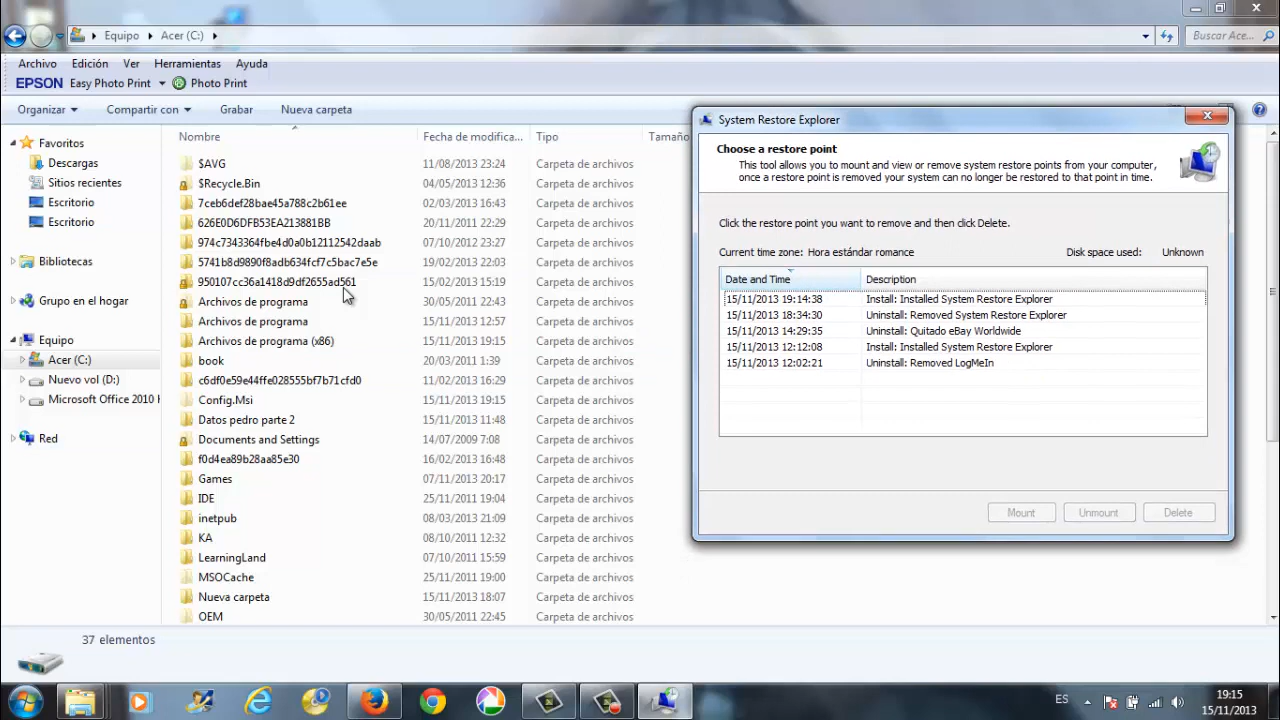 Equipo
Acer (C:)
Buscar Ace...
Archivo Edición Ver Herramientas Ayuda
EPSON Easy Photo Print Photo Print
Organizar Compartir con Grabar Nueva carpeta
Favoritos
Descargas
Sitios recientes
Escritorio
Escritorio
Bibliotecas
Grupo en el hogar
Equipo
Acer (C:)
Nuevo vol (D:)
Microsoft Office 2010
Red
Nombre Fecha de modifica... Tipo Tamaño
$AVG 11/08/2013 23:24 Carpeta de archivos
$Recycle.Bin 04/05/2013 12:36 Carpeta de archivos
7ceb6def28bae45a788c2b61ee 02/03/2013 16:43 Carpeta de archivos
626E0D6DFB53EA213881BB 20/11/2011 22:29 Carpeta de archivos
974c7343364fbe4d0a0b12112542daab 07/10/2012 23:27 Carpeta de archivos
5741b8d9890f8adb634fcf7c5bac7e5e 19/02/2013 22:03 Carpeta de archivos
950107cc36a1418d9df2655ad561 15/02/2013 15:19 Carpeta de archivos
Archivos de programa 30/05/2011 22:43 Carpeta de archivos
Archivos de programa 15/11/2013 12:57 Carpeta de archivos
Archivos de programa (x86) 15/11/2013 19:15 Carpeta de archivos
book 20/03/2011 1:39 Carpeta de archivos
c6df0e59e44ffe028555bf7b71cfd0 11/02/2013 16:29 Carpeta de archivos
Config.Msi 15/11/2013 19:15 Carpeta de archivos
Datos pedro parte 2 15/11/2013 11:48 Carpeta de archivos
Documents and Settings 14/07/2009 7:08 Carpeta de archivos
f0d4ea89b28aa85e30 16/02/2013 16:48 Carpeta de archivos
Games 07/11/2013 20:17 Carpeta de archivos
IDE 25/11/2011 19:04 Carpeta de archivos
inetpub 08/03/2013 21:09 Carpeta de archivos
KA 08/10/2011 12:32 Carpeta de archivos
LearningLand 07/10/2011 15:59 Carpeta de archivos
MSOCache 25/11/2011 19:00 Carpeta de archivos
Nueva carpeta 15/11/2013 18:07 Carpeta de archivos
OEM 30/05/2011 22:45 Carpeta de archivos
System Restore Explorer
Choose a restore point
This tool allows you to mount and view or remove system restore points from your computer,
once a restore point is removed your system can no longer be restored to that point in time.
Click the restore point you want to remove and then click Delete.
Current time zone: Hora estándar romance Disk space used: Unknown
Date and Time Description
15/11/2013 19:14:38 Install: Installed System Restore Explorer
15/11/2013 18:34:30 Uninstall: Removed System Restore Explorer
15/11/2013 14:29:35 Uninstall: Quitado eBay Worldwide
15/11/2013 12:12:08 Install: Installed System Restore Explorer
15/11/2013 12:02:21 Uninstall: Removed LogMeIn
Mount Unmount Delete
37 elementos
ES
19:15
15/11/2013